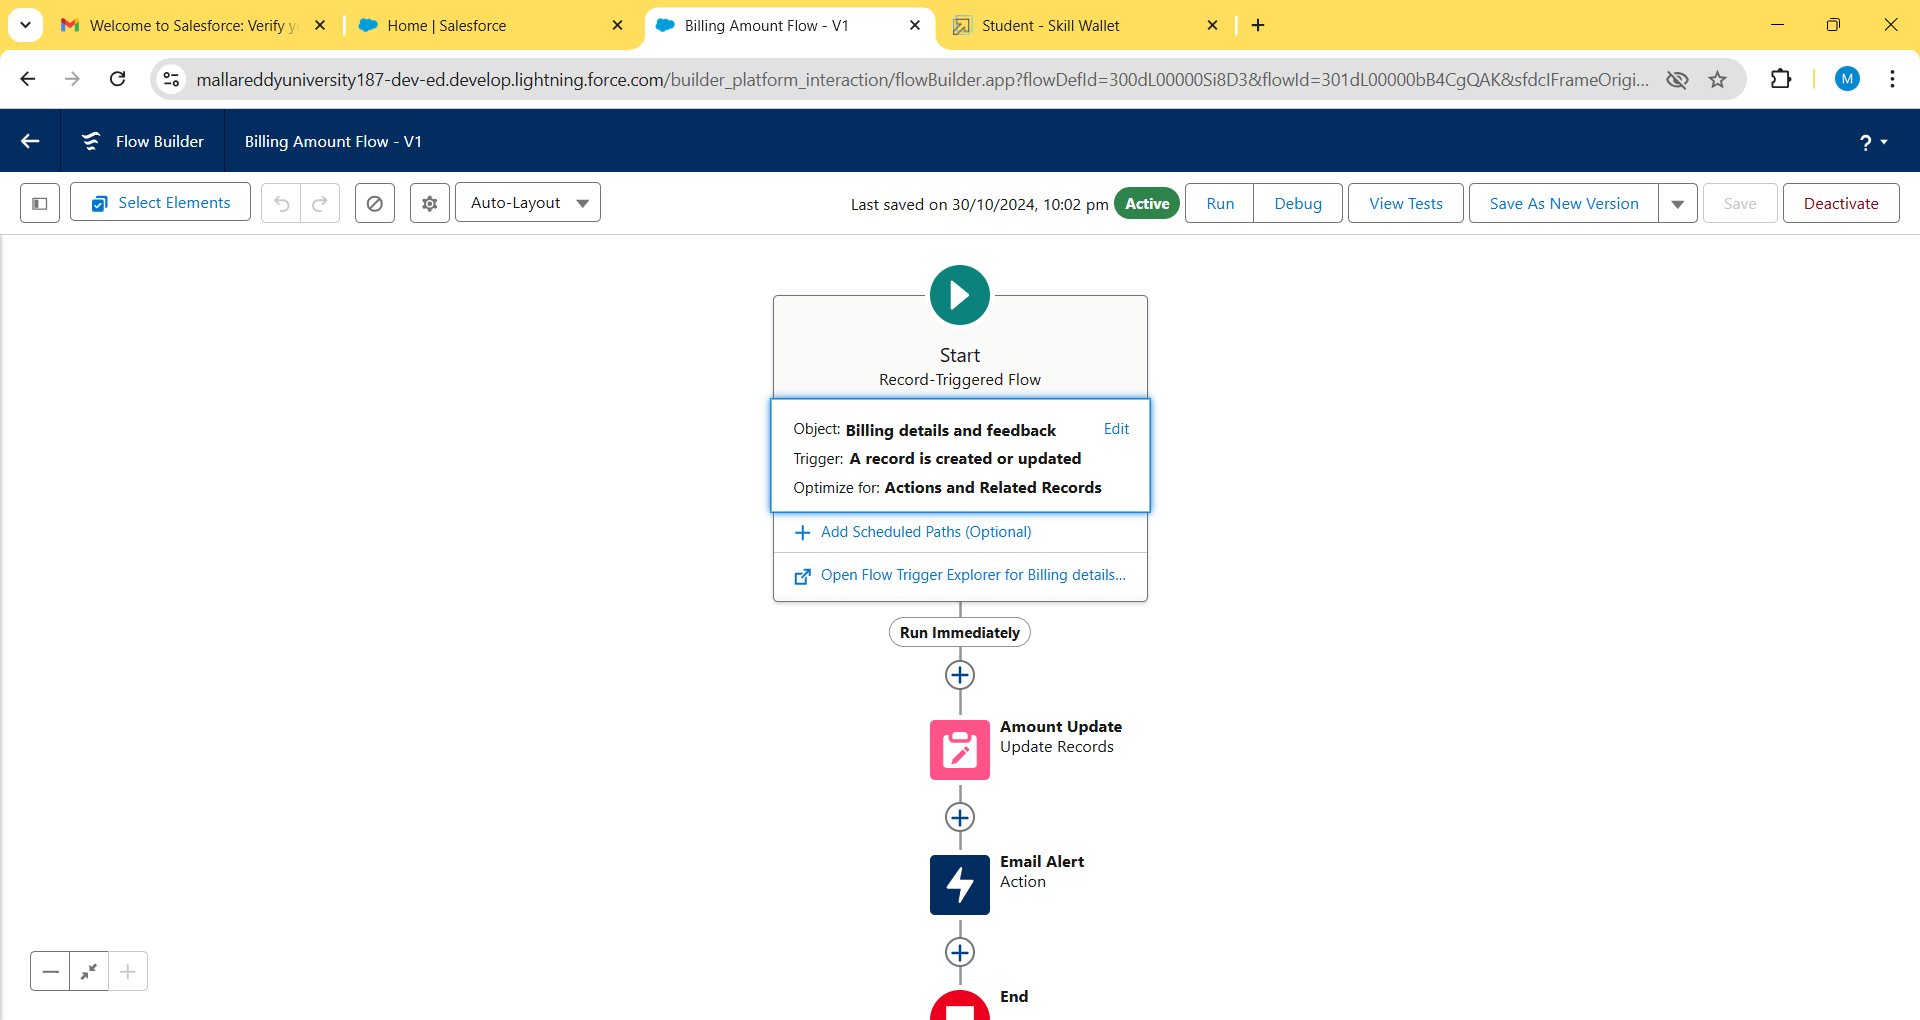 Welcome to Salesforce: Verify y
Home | Salesforce
Billing Amount Flow - V1
Student - Skill Wallet
mallareddyuniversity187-dev-ed.develop.lightning.force.com/builder_platform_interaction/flowBuilder.app?flowDefId=300dL00000Si8D3&flowId=301dL00000bB4CgQAK&sfdcIFrameOrigi...
M
Flow Builder
Billing Amount Flow - V1
?
Select Elements
Auto-Layout
Last saved on 30/10/2024, 10:02 pm
Active
Run
Debug
View Tests
Save As New Version
Save
Deactivate
Start
Record-Triggered Flow
Object: Billing details and feedback
Edit
Trigger: A record is created or updated
Optimize for: Actions and Related Records
Add Scheduled Paths (Optional)
Open Flow Trigger Explorer for Billing details...
Run Immediately
Amount Update
Update Records
Email Alert
Action
End